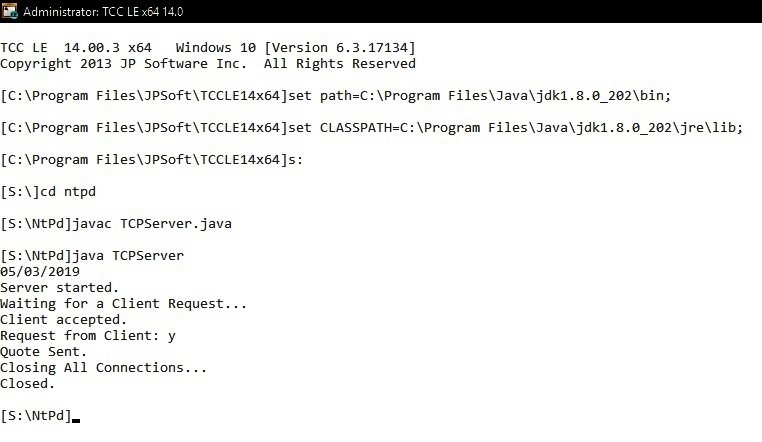 Administrator: TCC LE x64 14.0
TCC LE  14.00.3 x64   Windows 10 [Version 6.3.17134]
Copyright 2013 JP Software Inc.  All Rights Reserved
[C:\Program Files\JPSoft\TCCLE14x64]set path=C:\Program Files\Java\jdk1.8.0_202\bin;
[C:\Program Files\JPSoft\TCCLE14x64]set CLASSPATH=C:\Program Files\Java\jdk1.8.0_202\jre\lib;
[C:\Program Files\JPSoft\TCCLE14x64]s:
[S:\]cd ntpd
[S:\NtPd]javac TCPServer.java
[S:\NtPd]java TCPServer
05/03/2019
Server started.
Waiting for a Client Request...
Client accepted.
Request from Client: y
Quote Sent.
Closing All Connections...
Closed.
[S:\NtPd]